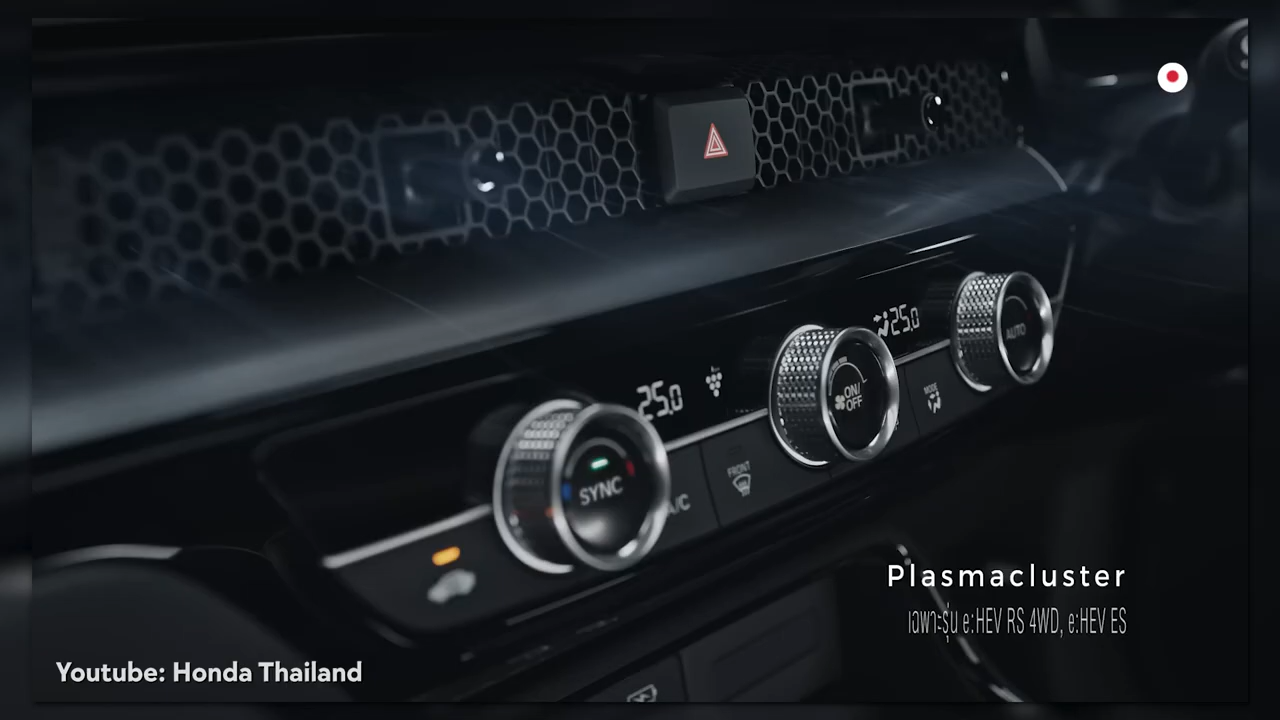 25.0
AUTO
25.0
ON/
OFF
MODE
SYNC
A/C
FRONT
Plasmacluster
เฉพาะรุ่น e:HEV RS 4WD, e:HEV ES
Youtube: Honda Thailand